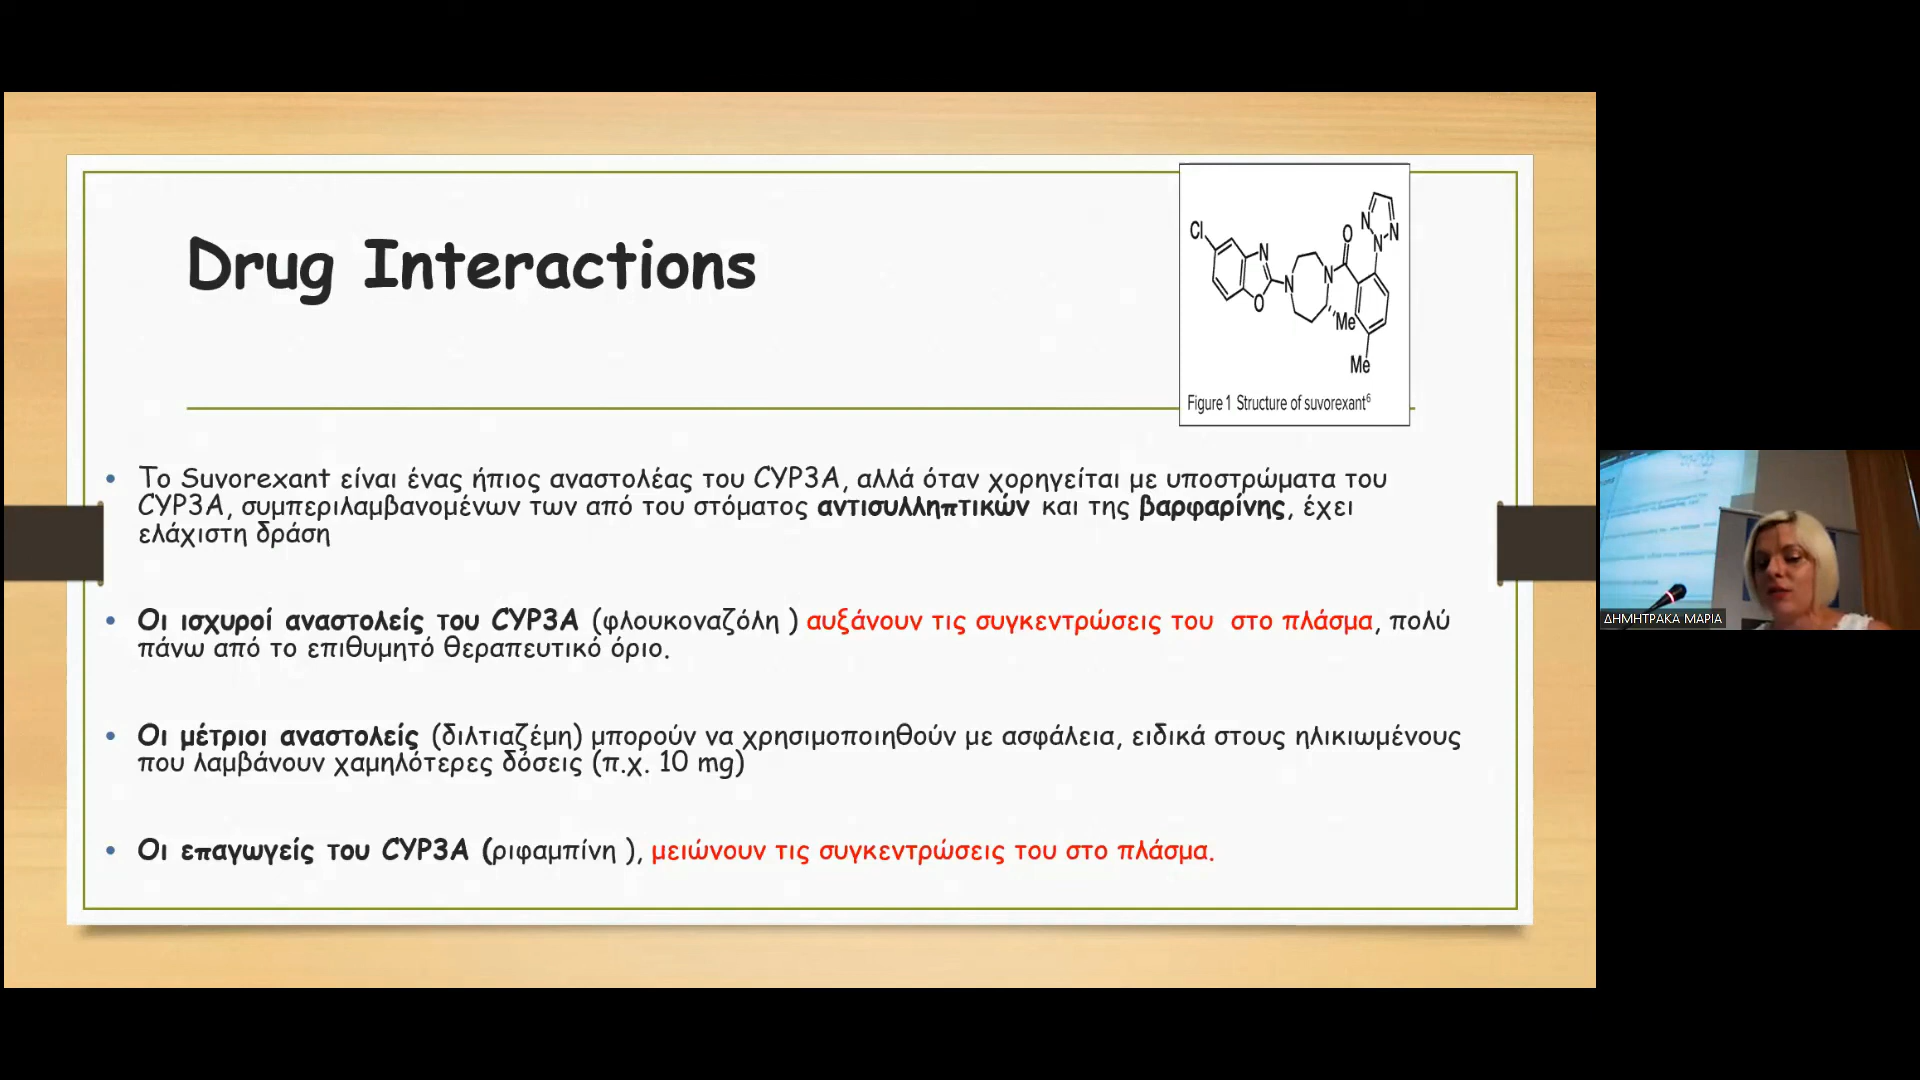 Drug Interactions
Cl
N
O
N
N
O
N
N
N
Me
Me
Figure 1 Structure of suvorexant6
• Το Suvorexant είναι ένας ήπιος αναστολέας του CYP3A, αλλά όταν χορηγείται με υποστρώματα του
CYP3A, συμπεριλαμβανομένων των από του στόματος αντισυλληπτικών και της βαρφαρίνης, έχει
ελάχιστη δράση
• Οι ισχυροί αναστολείς του CYP3A (φλουκοναζόλη ) αυξάνουν τις συγκεντρώσεις του στο πλάσμα, πολύ
πάνω από το επιθυμητό θεραπευτικό όριο.
• Οι μέτριοι αναστολείς (διλτιαζέμη) μπορούν να χρησιμοποιηθούν με ασφάλεια, ειδικά στους ηλικιωμένους
που λαμβάνουν χαμηλότερες δόσεις (π.χ. 10 mg)
• Οι επαγωγείς του CYP3A (ριφαμπίνη ), μειώνουν τις συγκεντρώσεις του στο πλάσμα.
ΔΗΜΗΤΡΑΚΑ ΜΑΡΙΑ